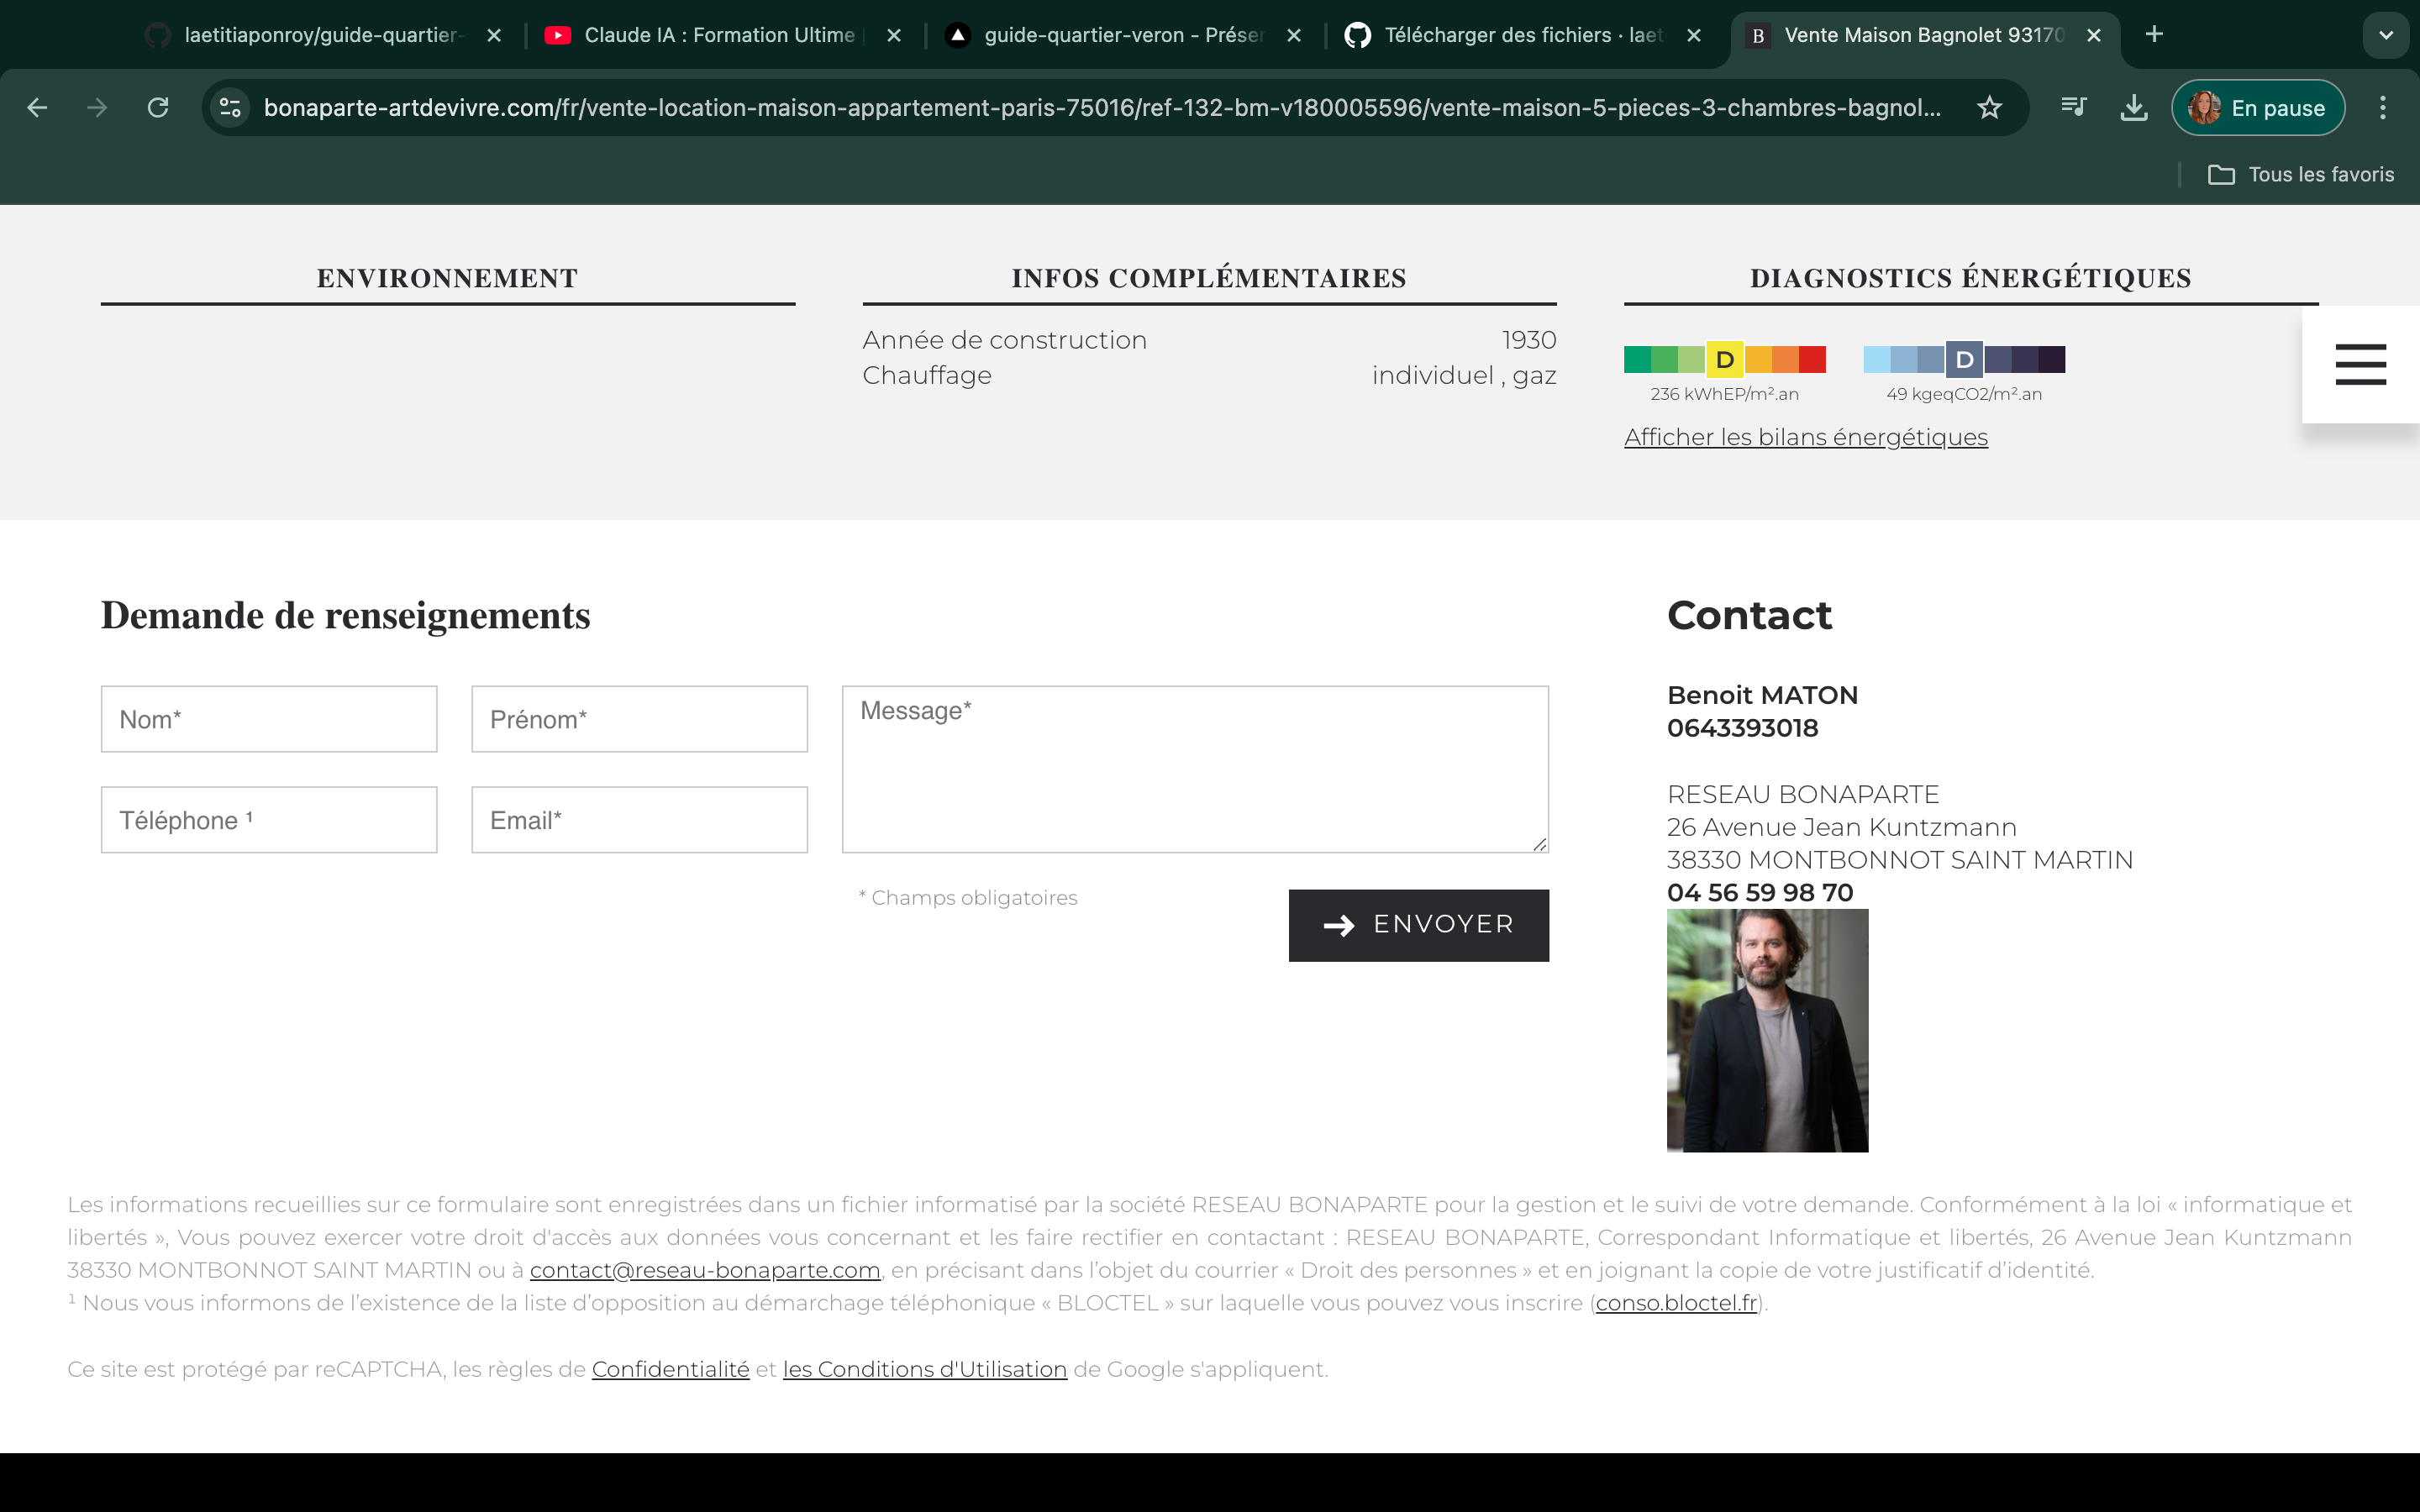 laetitiaponroy/guide-quartier-
Claude IA : Formation Ultime
guide-quartier-veron - Préser
Télécharger des fichiers · laet
B Vente Maison Bagnolet 93170
bonaparte-artdevivre.com/fr/vente-location-maison-appartement-paris-75016/ref-132-bm-v180005596/vente-maison-5-pieces-3-chambres-bagnol...
En pause
Tous les favoris
ENVIRONNEMENT
INFOS COMPLÉMENTAIRES
Année de construction 1930
Chauffage individuel , gaz
DIAGNOSTICS ÉNERGÉTIQUES
D D
236 kWhEP/m².an 49 kgeqCO2/m².an
Afficher les bilans énergétiques
Demande de renseignements
Nom* Prénom* Message*
Téléphone ¹ Email*
* Champs obligatoires
ENVOYER
Contact
Benoit MATON
0643393018
RESEAU BONAPARTE
26 Avenue Jean Kuntzmann
38330 MONTBONNOT SAINT MARTIN
04 56 59 98 70
Les informations recueillies sur ce formulaire sont enregistrées dans un fichier informatisé par la société RESEAU BONAPARTE pour la gestion et le suivi de votre demande. Conformément à la loi « informatique et
libertés », Vous pouvez exercer votre droit d'accès aux données vous concernant et les faire rectifier en contactant : RESEAU BONAPARTE, Correspondant Informatique et libertés, 26 Avenue Jean Kuntzmann
38330 MONTBONNOT SAINT MARTIN ou à contact@reseau-bonaparte.com, en précisant dans l’objet du courrier « Droit des personnes » et en joignant la copie de votre justificatif d’identité.
¹ Nous vous informons de l’existence de la liste d’opposition au démarchage téléphonique « BLOCTEL » sur laquelle vous pouvez vous inscrire (conso.bloctel.fr).
Ce site est protégé par reCAPTCHA, les règles de Confidentialité et les Conditions d'Utilisation de Google s'appliquent.